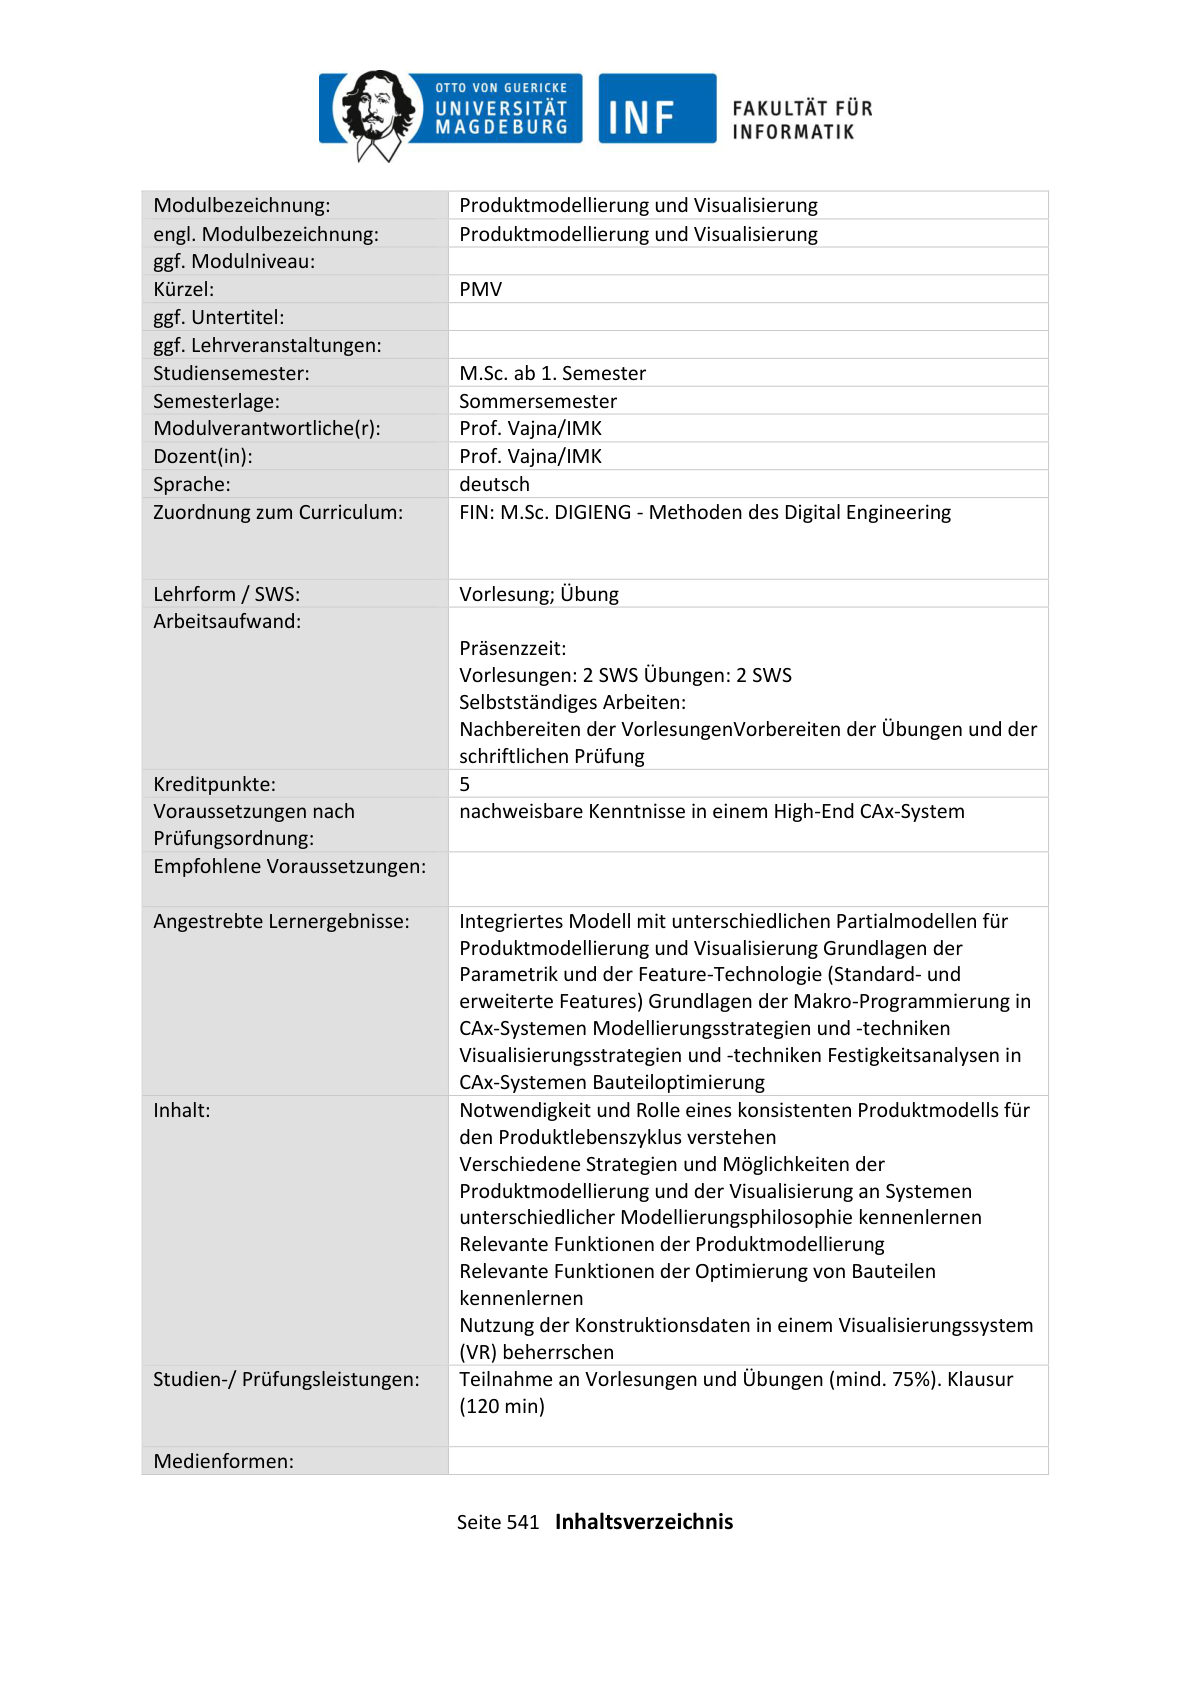 OTTO VON GUERICKE
UNIVERSITÄT
MAGDEBURG
INF
FAKULTÄT FÜR
INFORMATIK
Modulbezeichnung: Produktmodellierung und Visualisierung
engl. Modulbezeichnung: Produktmodellierung und Visualisierung
ggf. Modulniveau:
Kürzel: PMV
ggf. Untertitel:
ggf. Lehrveranstaltungen:
Studiensemester: M.Sc. ab 1. Semester
Semesterlage: Sommersemester
Modulverantwortliche(r): Prof. Vajna/IMK
Dozent(in): Prof. Vajna/IMK
Sprache: deutsch
Zuordnung zum Curriculum: FIN: M.Sc. DIGIENG - Methoden des Digital Engineering
Lehrform / SWS: Vorlesung; Übung
Arbeitsaufwand:
Präsenzzeit:
Vorlesungen: 2 SWS Übungen: 2 SWS
Selbstständiges Arbeiten:
Nachbereiten der VorlesungenVorbereiten der Übungen und der
schriftlichen Prüfung
Kreditpunkte: 5
Voraussetzungen nach
Prüfungsordnung:
nachweisbare Kenntnisse in einem High-End CAx-System
Empfohlene Voraussetzungen:
Angestrebte Lernergebnisse: Integriertes Modell mit unterschiedlichen Partialmodellen für
Produktmodellierung und Visualisierung Grundlagen der
Parametrik und der Feature-Technologie (Standard- und
erweiterte Features) Grundlagen der Makro-Programmierung in
CAx-Systemen Modellierungsstrategien und -techniken
Visualisierungsstrategien und -techniken Festigkeitsanalysen in
CAx-Systemen Bauteiloptimierung
Inhalt: Notwendigkeit und Rolle eines konsistenten Produktmodells für
den Produktlebenszyklus verstehen
Verschiedene Strategien und Möglichkeiten der
Produktmodellierung und der Visualisierung an Systemen
unterschiedlicher Modellierungsphilosophie kennenlernen
Relevante Funktionen der Produktmodellierung
Relevante Funktionen der Optimierung von Bauteilen
kennenlernen
Nutzung der Konstruktionsdaten in einem Visualisierungssystem
(VR) beherrschen
Studien-/ Prüfungsleistungen: Teilnahme an Vorlesungen und Übungen (mind. 75%). Klausur
(120 min)
Medienformen:
Seite 541 Inhaltsverzeichnis